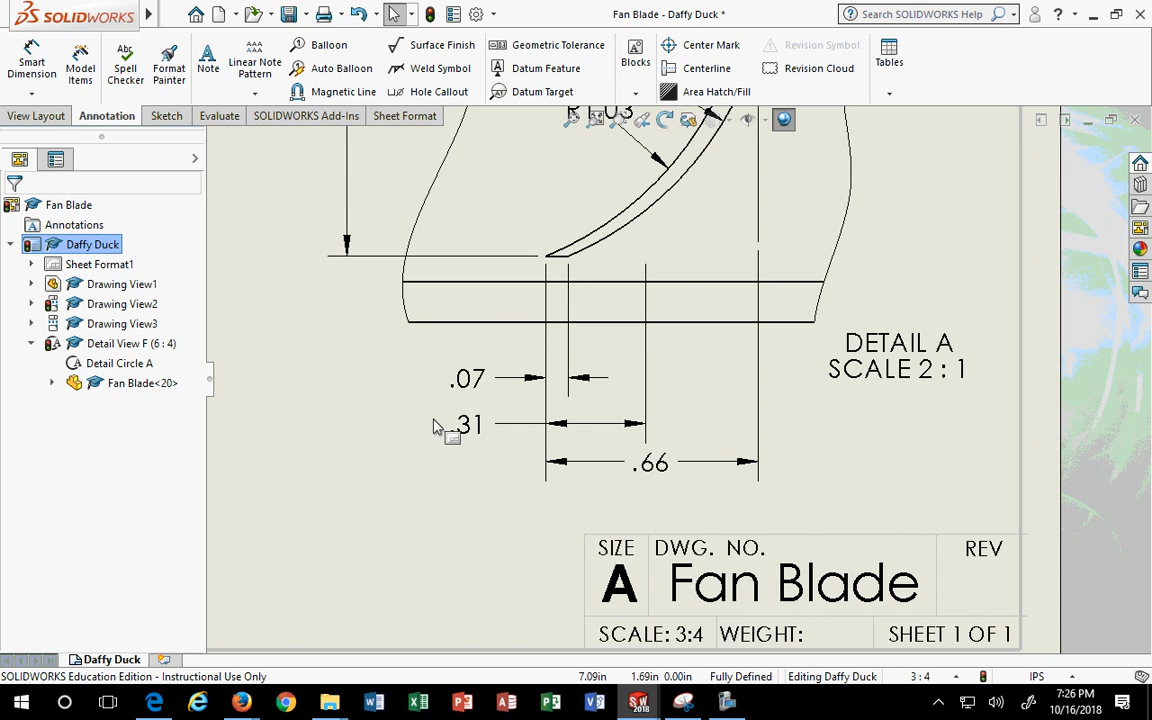 SOLIDWORKS
Fan Blade - Daffy Duck *
Search SOLIDWORKS Help
?
Smart Dimension
Model Items
Abc
Spell Checker
Format Painter
A
Note
AAA
AAA
Linear Note Pattern
Balloon
Auto Balloon
Magnetic Line
Surface Finish
Weld Symbol
Hole Callout
Geometric Tolerance
Datum Feature
Datum Target
Blocks
Center Mark
Centerline
Area Hatch/Fill
Revision Symbol
Revision Cloud
Tables
View Layout
Annotation
Sketch
Evaluate
SOLIDWORKS Add-Ins
Sheet Format
Fan Blade
Annotations
Daffy Duck
Sheet Format1
Drawing View1
Drawing View2
Drawing View3
Detail View F (6 : 4)
Detail Circle A
Fan Blade<20>
R1.03
DETAIL A
SCALE 2 : 1
.07
.31
.66
SIZE
DWG. NO.
REV
A
Fan Blade
SCALE: 3:4
WEIGHT:
SHEET 1 OF 1
Daffy Duck
SOLIDWORKS Education Edition - Instructional Use Only
7.09in
1.69in
0.00in
Fully Defined
Editing Daffy Duck
3 : 4
IPS
7:26 PM
10/16/2018
SW
2018